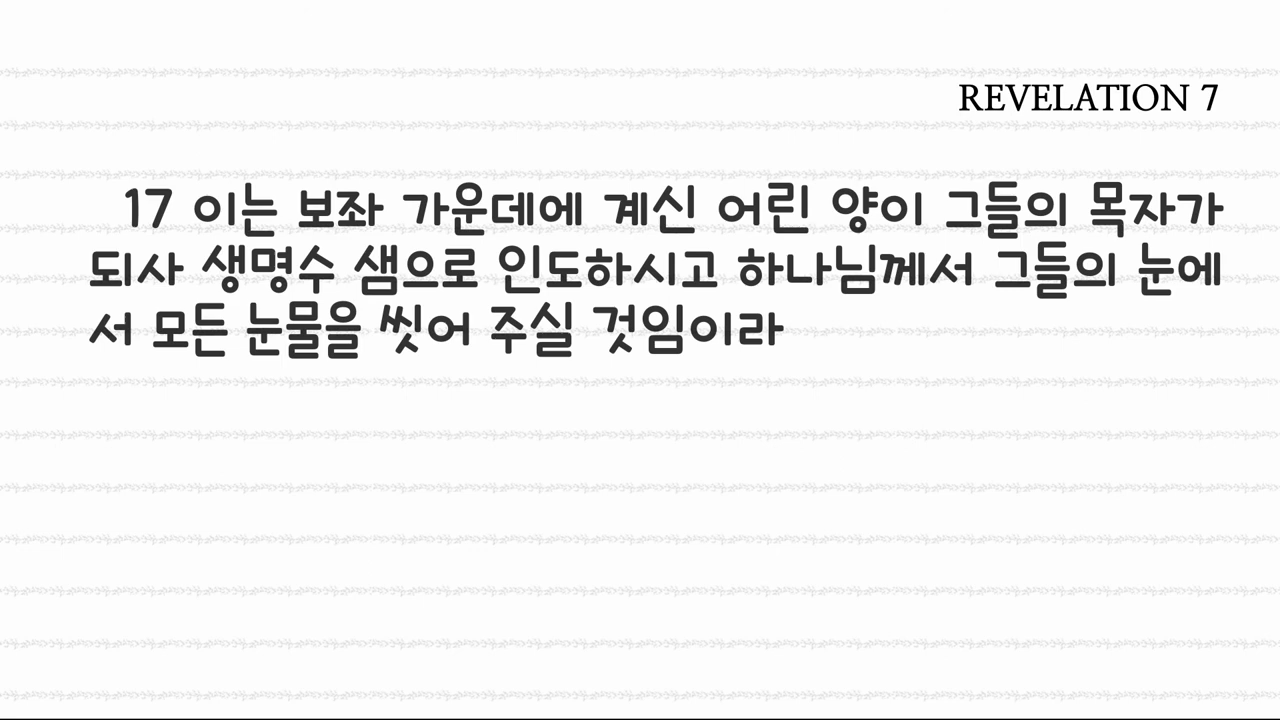 REVELATION 7
17 이는 보좌 가운데에 계신 어린 양이 그들의 목자가
되사 생명수 샘으로 인도하시고 하나님께서 그들의 눈에
서 모든 눈물을 씻어 주실 것임이라